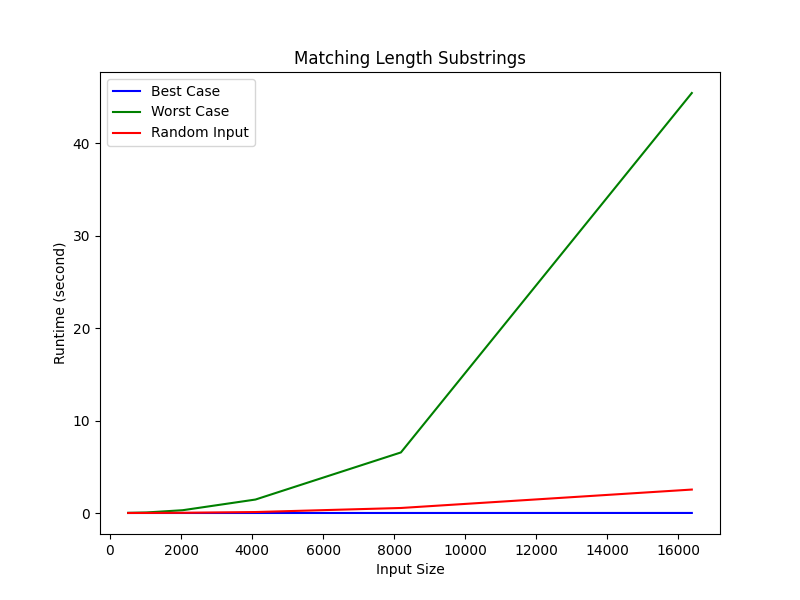 Matching Length Substrings
Best Case
Worst Case
Random Input
40
30
20
10
0
Runtime (second)
0 2000 4000 6000 8000 10000 12000 14000 16000
Input Size